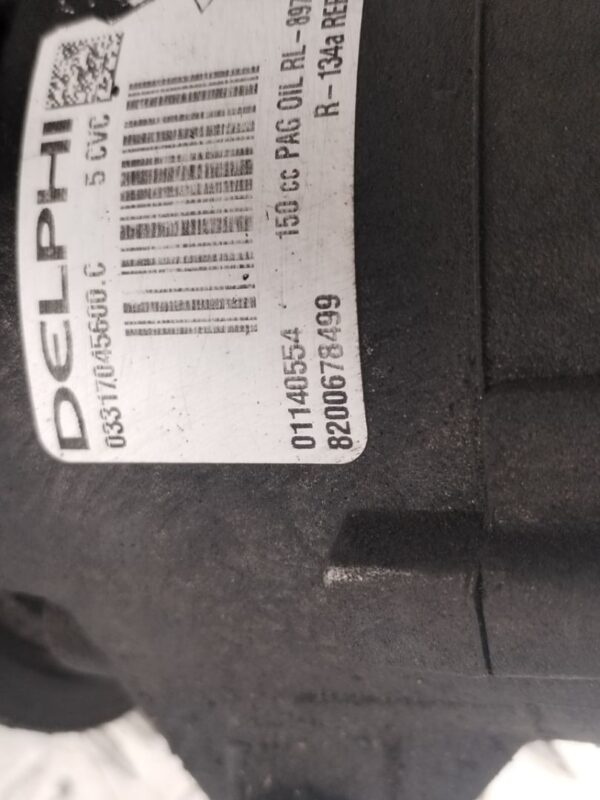 DELPHI
03317045600.C 5 CVC
150 cc PAG OIL RL-897
R-134a REF
01140554
8200678499